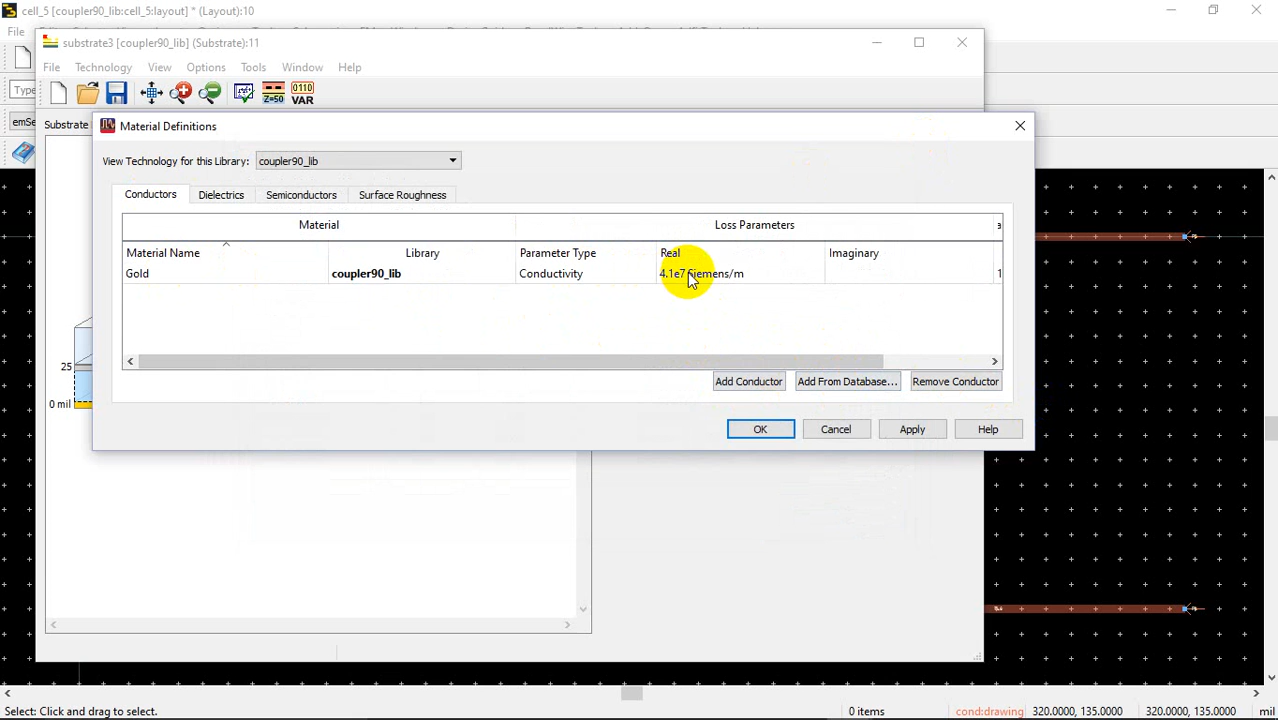 cell_5 [coupler90_lib:cell_5:layout] * (Layout):10
File
substrate3 [coupler90_lib] (Substrate):11
File Technology View Options Tools Window Help
Type
0110
Z=50 VAR
emSe
Substrate
Material Definitions
View Technology for this Library: coupler90_lib
Conductors Dielectrics Semiconductors Surface Roughness
Material Loss Parameters
Material Name Library Parameter Type Real Imaginary
Gold coupler90_lib Conductivity 4.1e7 Siemens/m 1
25
0 mil
Add Conductor Add From Database... Remove Conductor
OK Cancel Apply Help
Select: Click and drag to select. 0 items cond:drawing 320.0000, 135.0000 320.0000, 135.0000 mil